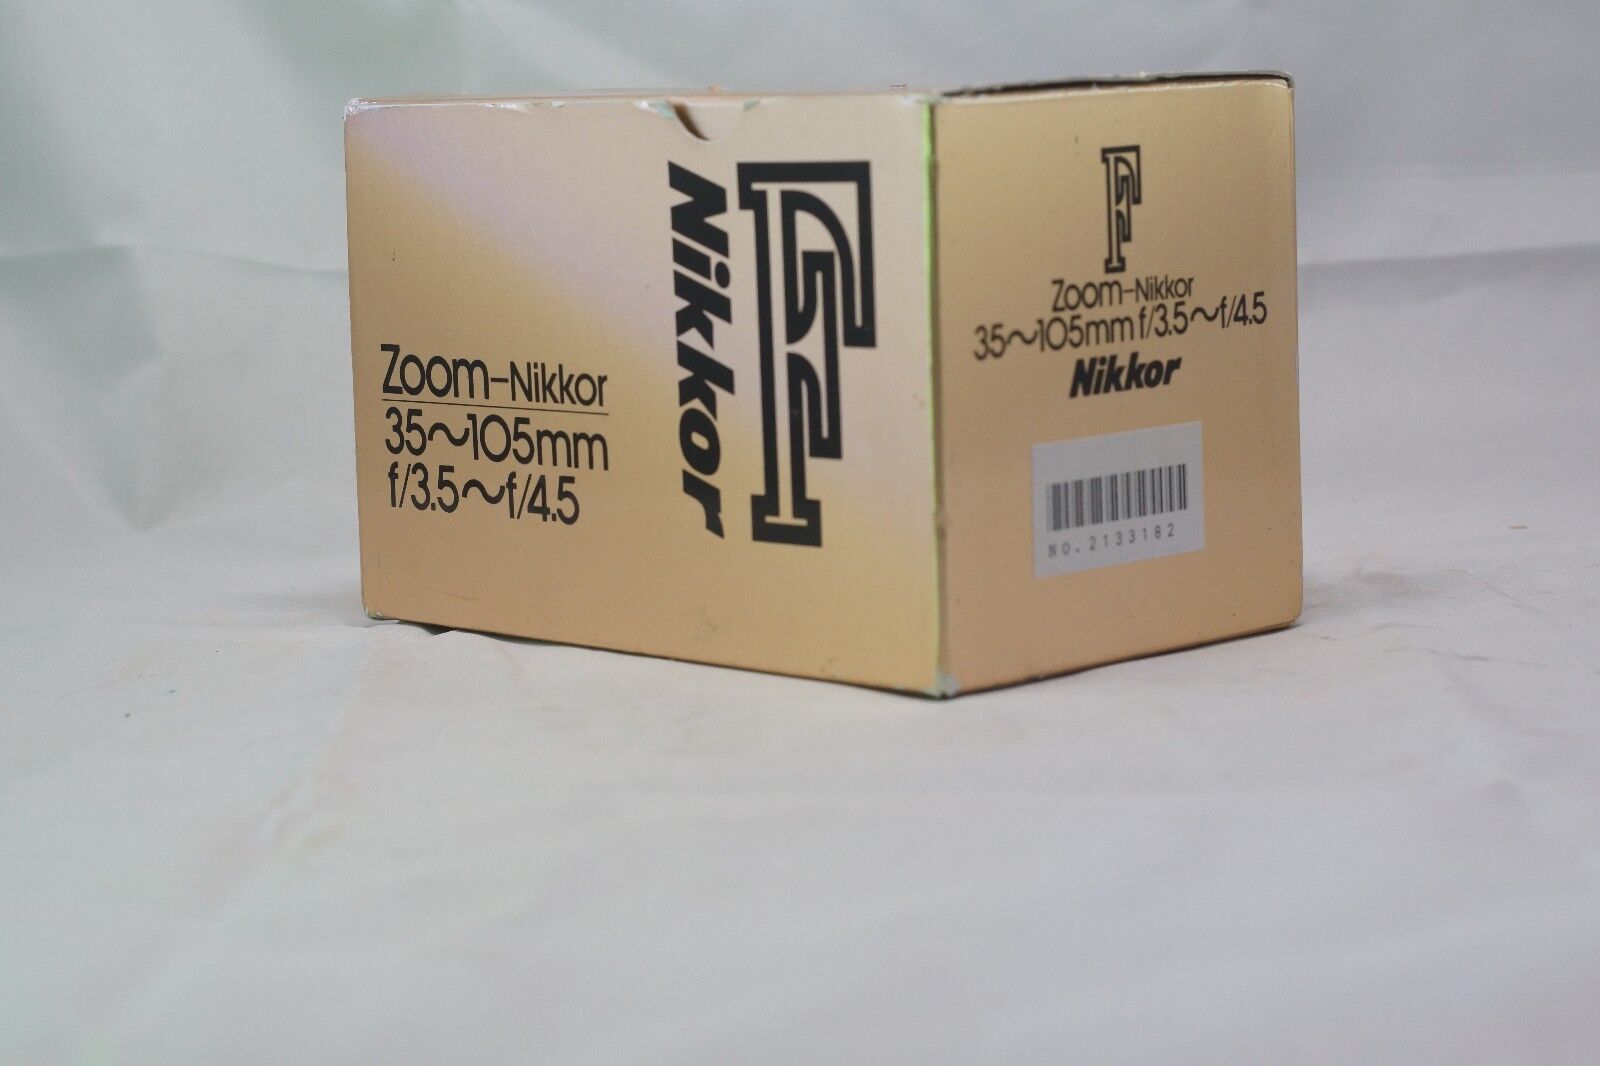 Zoom-Nikkor
35~105mm
f/3.5~f/4.5
Nikkor
F
F
Zoom-Nikkor
35~105mm f/3.5~f/4.5
Nikkor
NO.2133182